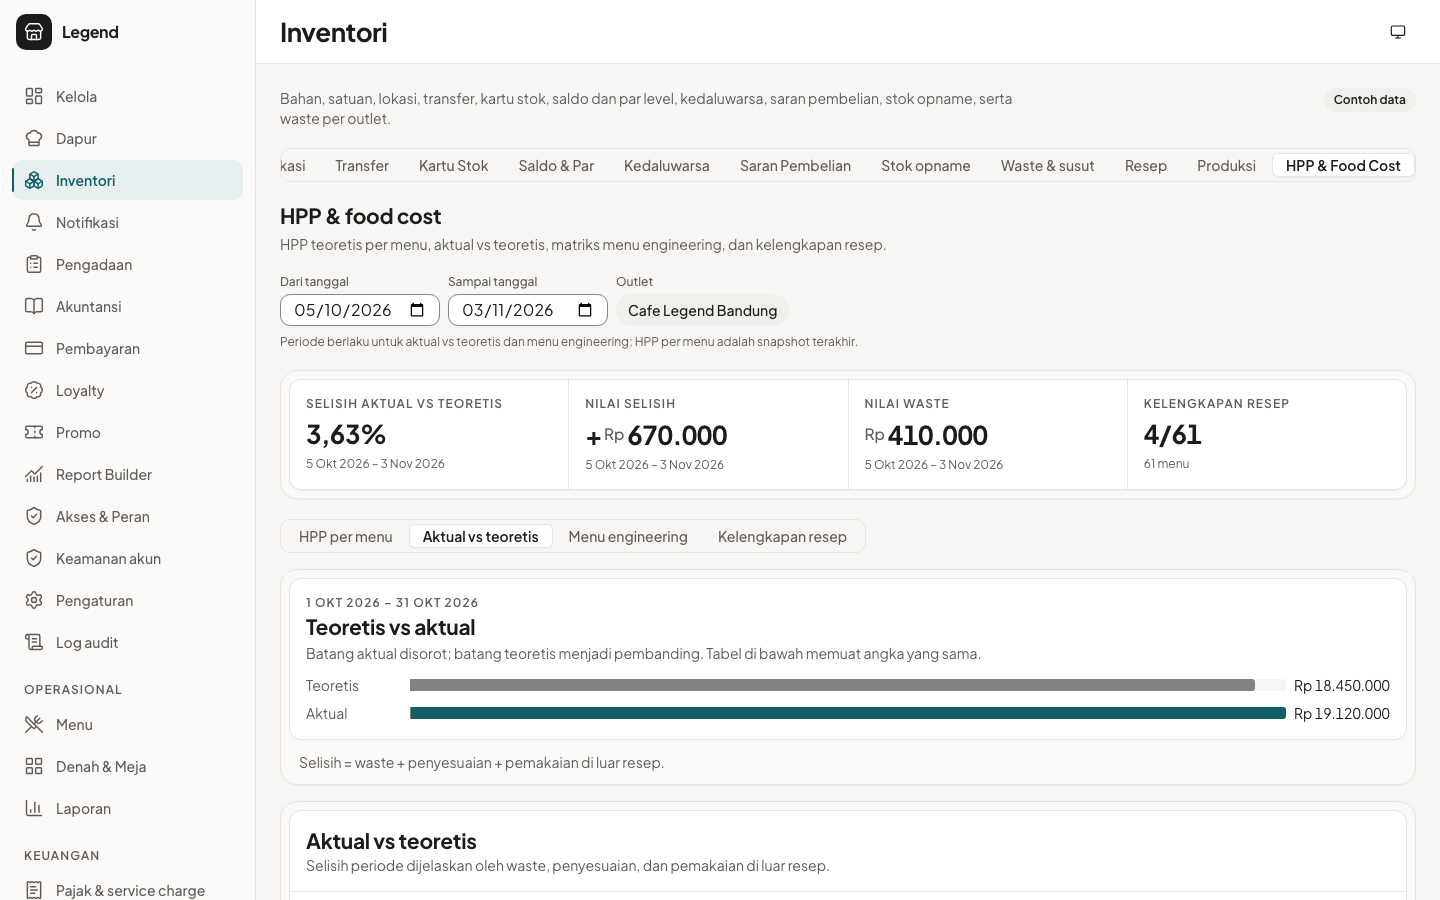 Legend
Inventori
Kelola
Dapur
Inventori
Notifikasi
Pengadaan
Akuntansi
Pembayaran
Loyalty
Promo
Report Builder
Akses & Peran
Keamanan akun
Pengaturan
Log audit
OPERASIONAL
Menu
Denah & Meja
Laporan
KEUANGAN
Pajak & service charge
Bahan, satuan, lokasi, transfer, kartu stok, saldo dan par level, kedaluwarsa, saran pembelian, stok opname, serta
waste per outlet.
Contoh data
kasi Transfer Kartu Stok Saldo & Par Kedaluwarsa Saran Pembelian Stok opname Waste & susut Resep Produksi HPP & Food Cost
HPP & food cost
HPP teoretis per menu, aktual vs teoretis, matriks menu engineering, dan kelengkapan resep.
Dari tanggal Sampai tanggal Outlet
05/10/2026 03/11/2026 Cafe Legend Bandung
Periode berlaku untuk aktual vs teoretis dan menu engineering; HPP per menu adalah snapshot terakhir.
SELISIH AKTUAL VS TEORETIS
3,63%
5 Okt 2026 – 3 Nov 2026
NILAI SELISIH
+ Rp 670.000
5 Okt 2026 – 3 Nov 2026
NILAI WASTE
Rp 410.000
5 Okt 2026 – 3 Nov 2026
KELENGKAPAN RESEP
4/61
61 menu
HPP per menu Aktual vs teoretis Menu engineering Kelengkapan resep
1 OKT 2026 – 31 OKT 2026
Teoretis vs aktual
Batang aktual disorot; batang teoretis menjadi pembanding. Tabel di bawah memuat angka yang sama.
Teoretis Rp 18.450.000
Aktual Rp 19.120.000
Selisih = waste + penyesuaian + pemakaian di luar resep.
Aktual vs teoretis
Selisih periode dijelaskan oleh waste, penyesuaian, dan pemakaian di luar resep.